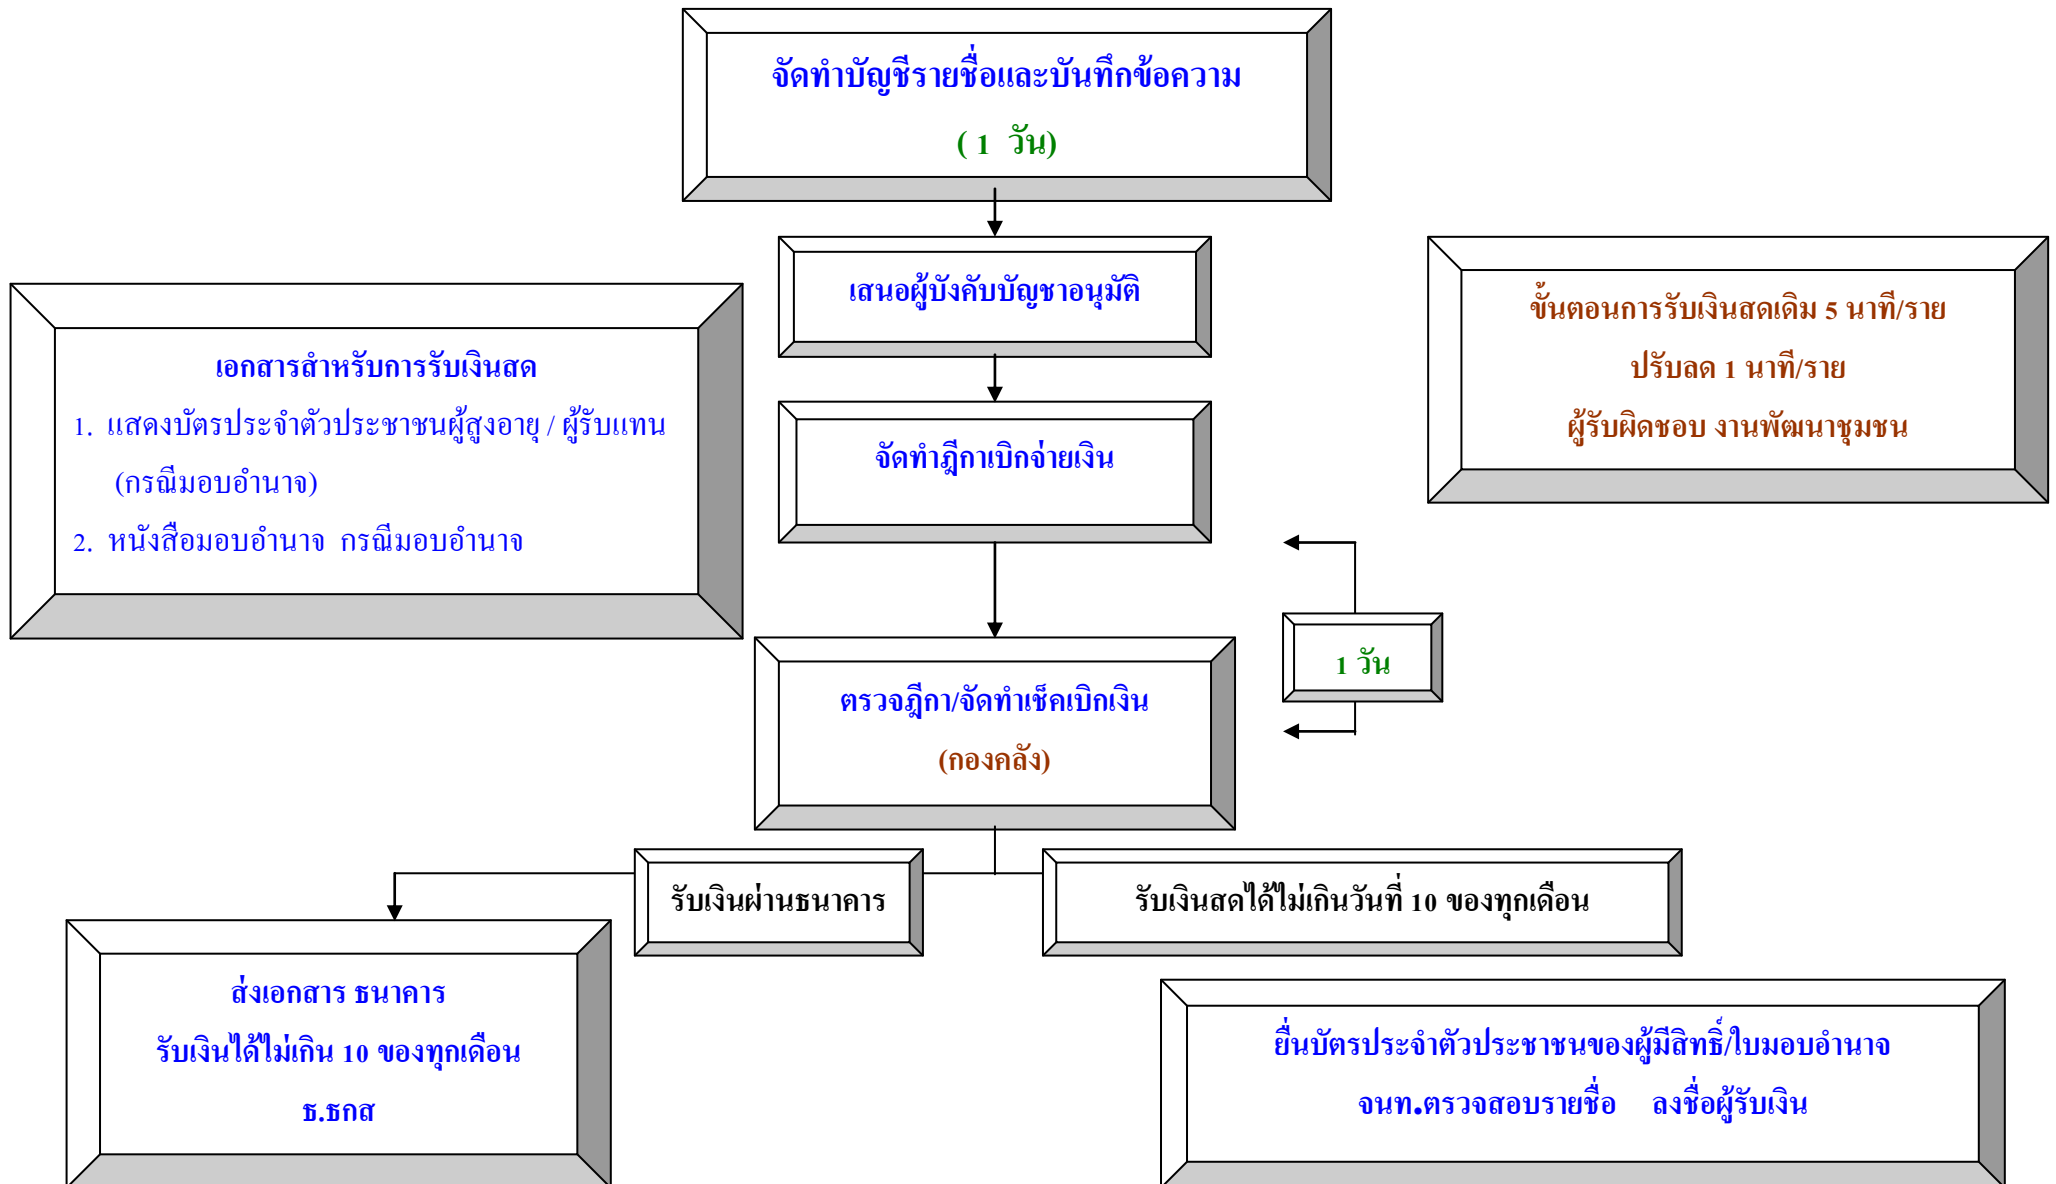 จัดทำบัญชีรายชื่อและบันทึกข้อความ
( 1 วัน)
เสนอผู้บังคับบัญชาอนุมัติ
ขั้นตอนการรับเงินสดเดิม 5 นาที/ราย
ปรับลด 1 นาที/ราย
ผู้รับผิดชอบ งานพัฒนาชุมชน
เอกสารสำหรับการรับเงินสด
1. แสดงบัตรประจำตัวประชาชนผู้สูงอายุ / ผู้รับแทน
(กรณีมอบอำนาจ)
2. หนังสือมอบอำนาจ กรณีมอบอำนาจ
จัดทำฎีกาเบิกจ่ายเงิน
1 วัน
ตรวจฎีกา/จัดทำเช็คเบิกเงิน
(กองคลัง)
รับเงินผ่านธนาคาร
รับเงินสดได้ไม่เกินวันที่ 10 ของทุกเดือน
ส่งเอกสาร ธนาคาร
รับเงินได้ไม่เกิน 10 ของทุกเดือน
ธ.ธกส
ยื่นบัตรประจำตัวประชาชนของผู้มีสิทธิ์/ใบมอบอำนาจ
จนท.ตรวจสอบรายชื่อ ลงชื่อผู้รับเงิน